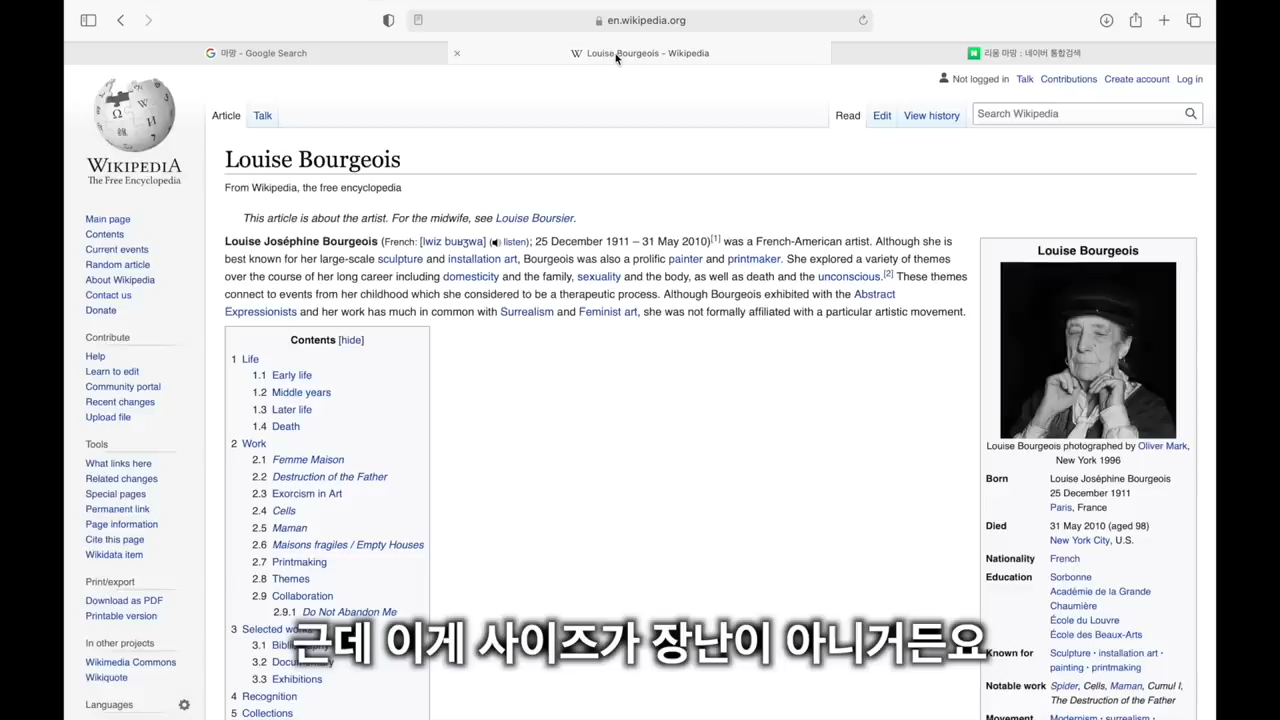 en.wikipedia.org
마망 - Google Search
Louise Bourgeois - Wikipedia
리움 마망 : 네이버 통합검색
Not logged in Talk Contributions Create account Log in
WIKIPEDIA
The Free Encyclopedia
Article Talk
Read Edit View history
Search Wikipedia
Main page
Contents
Current events
Random article
About Wikipedia
Contact us
Donate
Contribute
Help
Learn to edit
Community portal
Recent changes
Upload file
Tools
What links here
Related changes
Special pages
Permanent link
Page information
Cite this page
Wikidata item
Print/export
Download as PDF
Printable version
In other projects
Wikimedia Commons
Wikiquote
Languages
Louise Bourgeois
From Wikipedia, the free encyclopedia
This article is about the artist. For the midwife, see Louise Boursier.
Louise Joséphine Bourgeois (French: [lwiz buʁʒwa] (listen); 25 December 1911 – 31 May 2010)[1] was a French-American artist. Although she is
best known for her large-scale sculpture and installation art, Bourgeois was also a prolific painter and printmaker. She explored a variety of themes
over the course of her long career including domesticity and the family, sexuality and the body, as well as death and the unconscious.[2] These themes
connect to events from her childhood which she considered to be a therapeutic process. Although Bourgeois exhibited with the Abstract
Expressionists and her work has much in common with Surrealism and Feminist art, she was not formally affiliated with a particular artistic movement.
Contents [hide]
1 Life
1.1 Early life
1.2 Middle years
1.3 Later life
1.4 Death
2 Work
2.1 Femme Maison
2.2 Destruction of the Father
2.3 Exorcism in Art
2.4 Cells
2.5 Maman
2.6 Maisons fragiles / Empty Houses
2.7 Printmaking
2.8 Themes
2.9 Collaboration
2.9.1 Do Not Abandon Me
3 Selected
3.1
3.2
3.3 Exhibitions
4 Recognition
5 Collections
Louise Bourgeois
Louise Bourgeois photographed by Oliver Mark,
New York 1996
Born Louise Joséphine Bourgeois
25 December 1911
Paris, France
Died 31 May 2010 (aged 98)
New York City, U.S.
Nationality French
Education Sorbonne
Académie de la Grande
Chaumière
École du Louvre
École des Beaux-Arts
Known for Sculpture · installation art ·
painting · printmaking
Notable work Spider, Cells, Maman, Cumul I,
The Destruction of the Father
Movement Modernism · surrealism ·
근데 이게 사이즈가 장난이 아니거든요